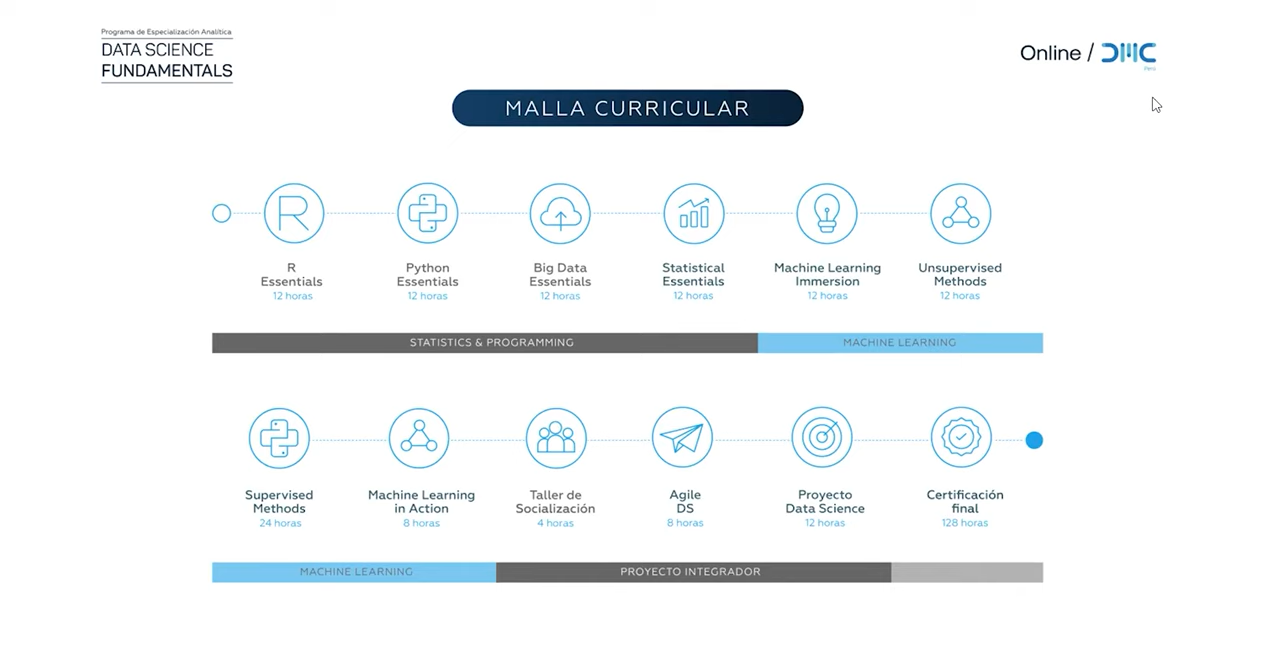 Programa de Especialización Analítica
DATA SCIENCE
FUNDAMENTALS
Online / DMC
Perú
MALLA CURRICULAR
R
R
Essentials
12 horas
Python
Essentials
12 horas
Big Data
Essentials
12 horas
Statistical
Essentials
12 horas
Machine Learning
Immersion
12 horas
Unsupervised
Methods
12 horas
STATISTICS & PROGRAMMING
MACHINE LEARNING
Supervised
Methods
24 horas
Machine Learning
in Action
8 horas
Taller de
Socialización
4 horas
Agile
DS
8 horas
Proyecto
Data Science
12 horas
Certificación
final
128 horas
MACHINE LEARNING
PROYECTO INTEGRADOR